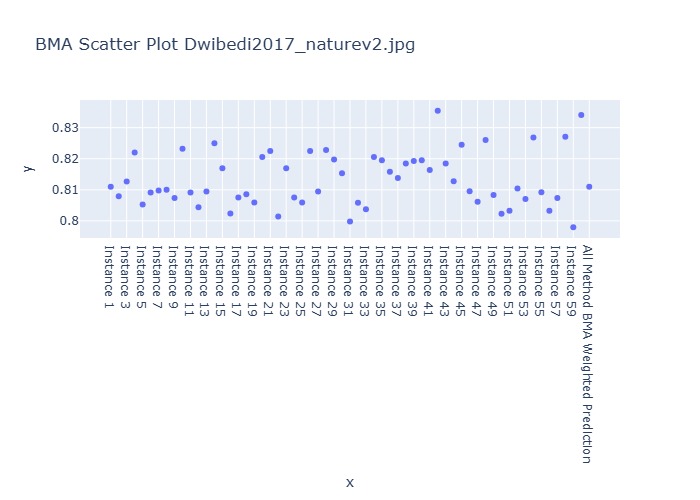 BMA Scatter Plot Dwibedi2017_naturev2.jpg
y
0.83
0.82
0.81
0.8
Instance 1
Instance 3
Instance 5
Instance 7
Instance 9
Instance 11
Instance 13
Instance 15
Instance 17
Instance 19
Instance 21
Instance 23
Instance 25
Instance 27
Instance 29
Instance 31
Instance 33
Instance 35
Instance 37
Instance 39
Instance 41
Instance 43
Instance 45
Instance 47
Instance 49
Instance 51
Instance 53
Instance 55
Instance 57
Instance 59
All Method BMA Weighted Prediction
x